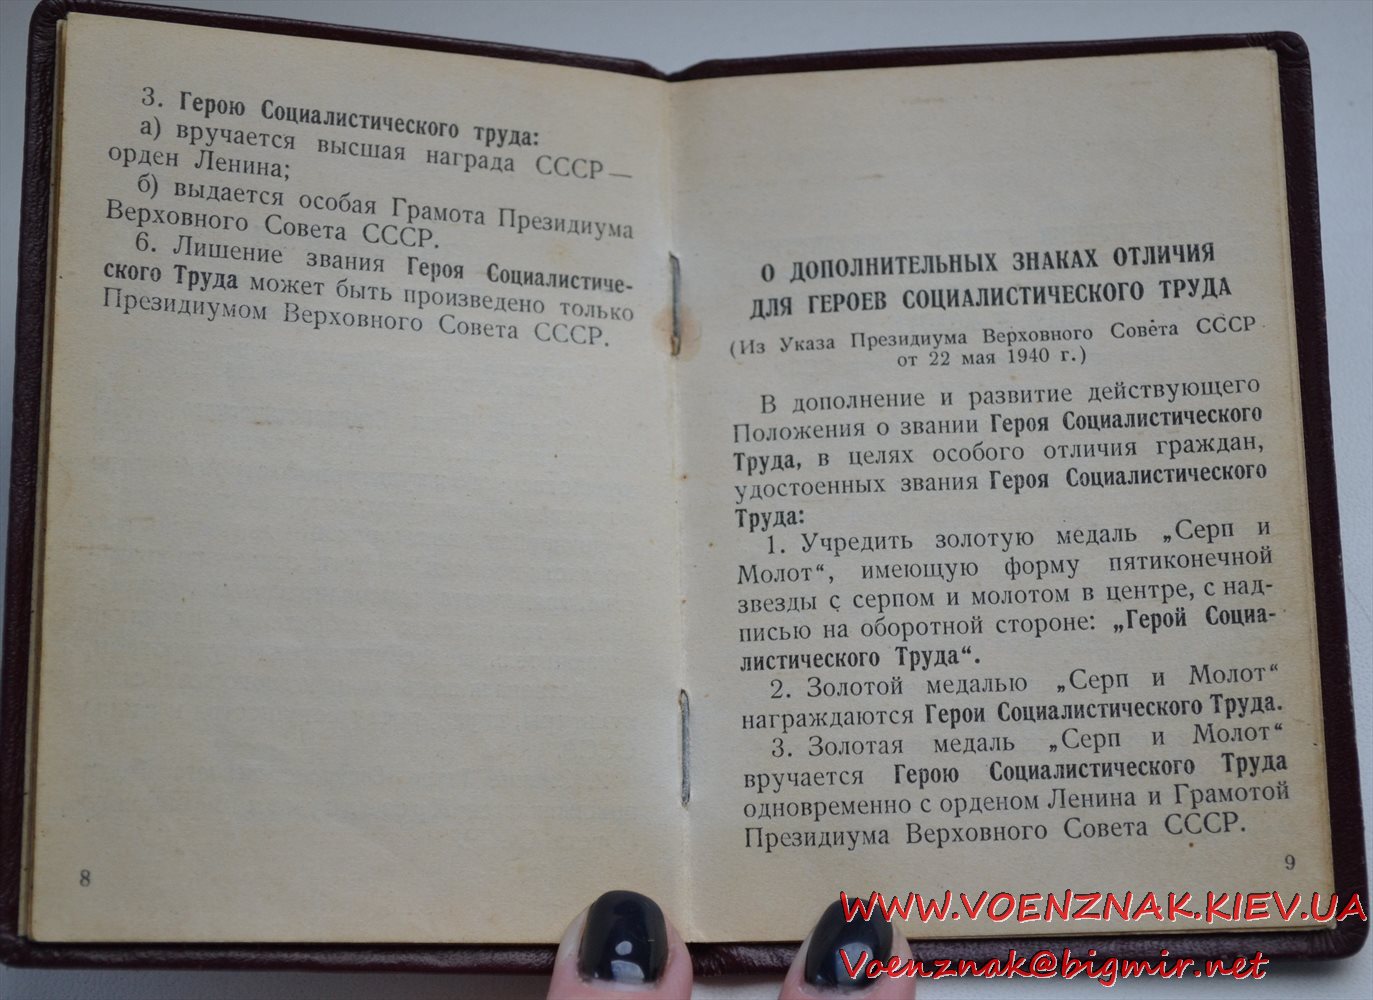 3. Герою Социалистического труда:
а) вручается высшая награда СССР —
орден Ленина;
б) выдается особая Грамота Президиума
Верховного Совета СССР.
6. Лишение звания Героя Социалистиче-
ского Труда может быть произведено только
Президиумом Верховного Совета СССР.
8
О ДОПОЛНИТЕЛЬНЫХ ЗНАКАХ ОТЛИЧИЯ
ДЛЯ ГЕРОЕВ СОЦИАЛИСТИЧЕСКОГО ТРУДА
(Из Указа Президиума Верховного Совета СССР
от 22 мая 1940 г.)
В дополнение и развитие действующего
Положения о звании Героя Социалистического
Труда, в целях особого отличия граждан,
удостоенных звания Героя Социалистического
Труда:
1. Учредить золотую медаль „Серп и
Молот“, имеющую форму пятиконечной
звезды с серпом и молотом в центре, с над-
писью на оборотной стороне: „Герой Социа-
листического Труда“.
2. Золотой медалью „Серп и Молот“
награждаются Герои Социалистического Труда.
3. Золотая медаль „Серп и Молот“
вручается Герою Социалистического Труда
одновременно с орденом Ленина и Грамотой
Президиума Верховного Совета СССР.
9
WWW.VOENZNAK.KIEV.UA
Voenznak@bigmir.net